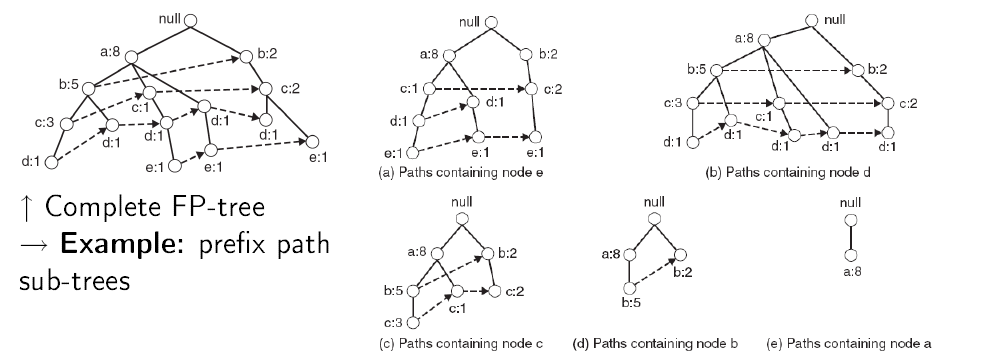 null
a:8
b:2
b:5
c:1
c:2
c:3
d:1
d:1
d:1
d:1
d:1
e:1
e:1
e:1
↑ Complete FP-tree
→ Example: prefix path
sub-trees
null
a:8
b:2
c:1
d:1
c:2
d:1
e:1
e:1
e:1
(a) Paths containing node e
null
a:8
b:5
b:2
c:3
c:1
c:2
d:1
d:1
d:1
d:1
d:1
(b) Paths containing node d
null
a:8
b:2
b:5
c:1
c:2
c:3
(c) Paths containing node c
null
a:8
b:2
b:5
(d) Paths containing node b
null
a:8
(e) Paths containing node a